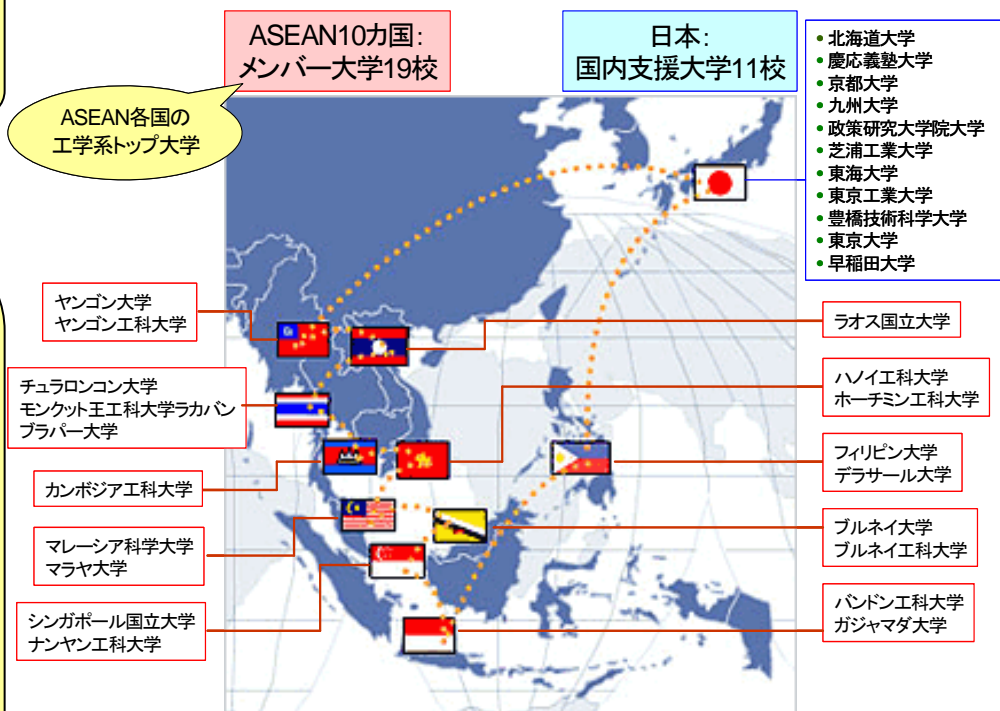 ASEAN10カ国：
メンバー大学19校
日本：
国内支援大学11校
• 北海道大学
• 慶応義塾大学
• 京都大学
• 九州大学
• 政策研究大学院大学
• 芝浦工業大学
• 東海大学
• 東京工業大学
• 豊橋技術科学大学
• 東京大学
• 早稲田大学
ASEAN各国の
工学系トップ大学
ヤンゴン大学
ヤンゴン工科大学
チュラロンコン大学
モンクット王工科大学ラカバン
ブラパー大学
カンボジア工科大学
マレーシア科学大学
マラヤ大学
シンガポール国立大学
ナンヤン工科大学
ラオス国立大学
ハノイ工科大学
ホーチミン工科大学
フィリピン大学
デラサール大学
ブルネイ大学
ブルネイ工科大学
バンドン工科大学
ガジャマダ大学